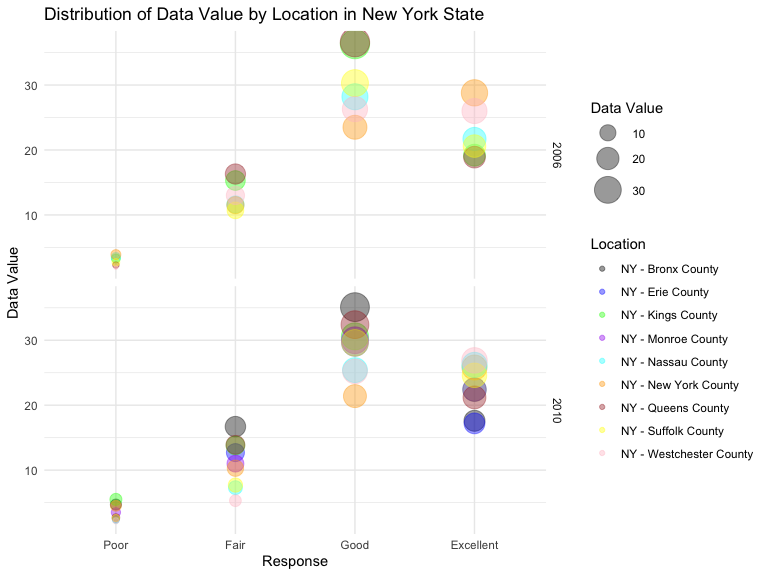 Distribution of Data Value by Location in New York State
Data Value
30
20
10
2006
30
20
10
2010
Poor Fair Good Excellent
Response
Data Value
10
20
30
Location
NY - Bronx County
NY - Erie County
NY - Kings County
NY - Monroe County
NY - Nassau County
NY - New York County
NY - Queens County
NY - Suffolk County
NY - Westchester County